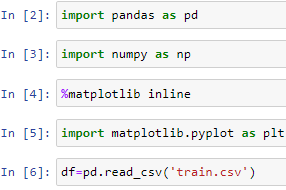 In [2]: import pandas as pd
In [3]: import numpy as np
In [4]: %matplotlib inline
In [5]: import matplotlib.pyplot as plt
In [6]: df=pd.read_csv('train.csv')